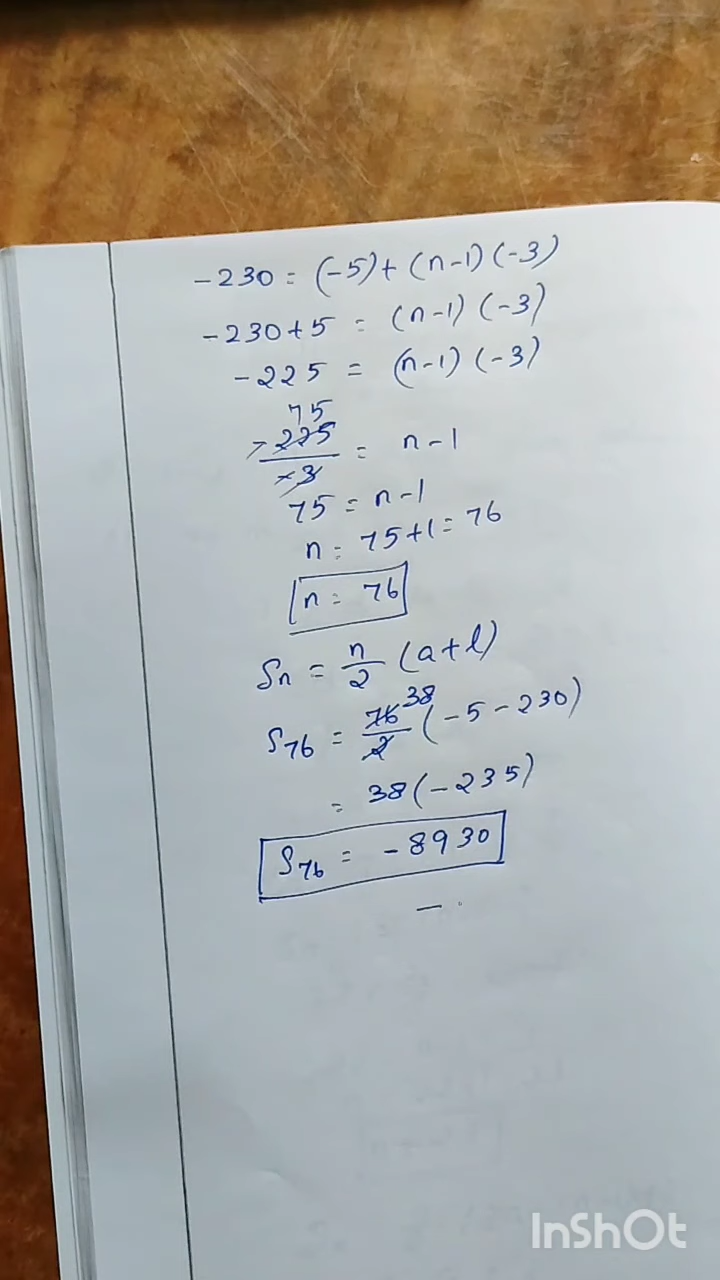 -230 = (-5) + (n-1) (-3)
-230+5 = (n-1) (-3)
-225 = (n-1) (-3)
75
-225/-3 = n-1
75 = n-1
n = 75+1 = 76
n = 76
Sn = n/2 (a+l)
38
S76 = 76/2 (-5-230)
= 38(-235)
S76 = -8930
InShOt